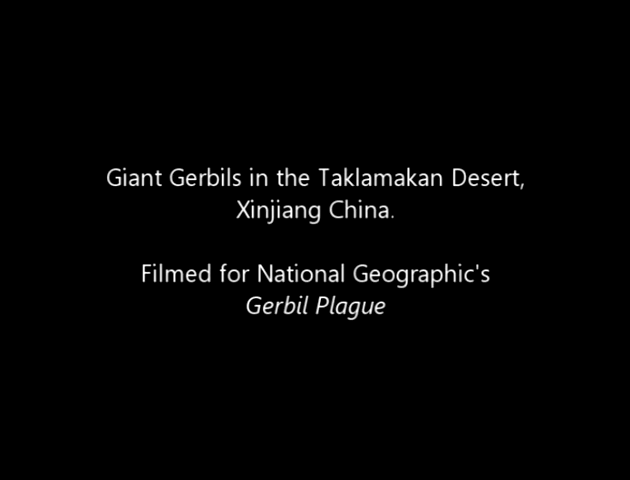 Giant Gerbils in the Taklamakan Desert,
Xinjiang China.
Filmed for National Geographic's
Gerbil Plague